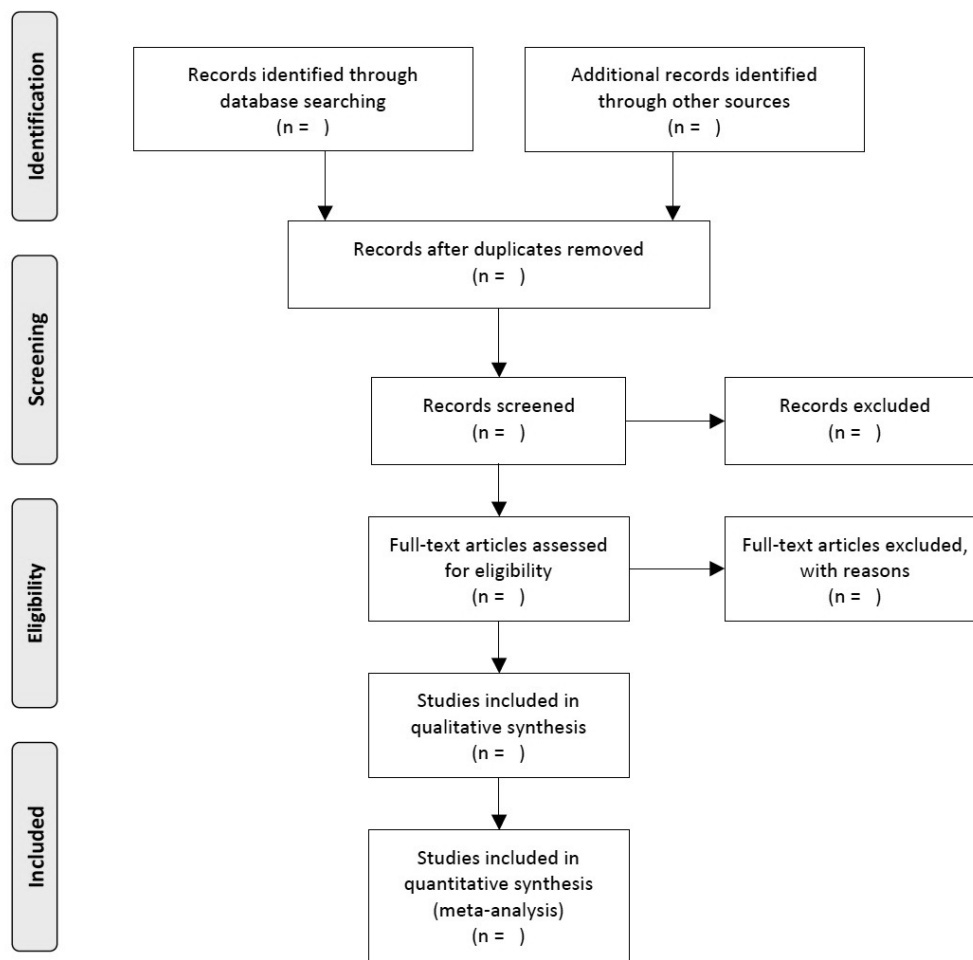 Identification
Records identified through
database searching
(n =   )
Additional records identified
through other sources
(n =   )
Records after duplicates removed
(n =   )
Screening
Records screened
(n =   )
Records excluded
(n =   )
Eligibility
Full-text articles assessed
for eligibility
(n =   )
Full-text articles excluded,
with reasons
(n =   )
Studies included in
qualitative synthesis
(n =   )
Included
Studies included in
quantitative synthesis
(meta-analysis)
(n =   )